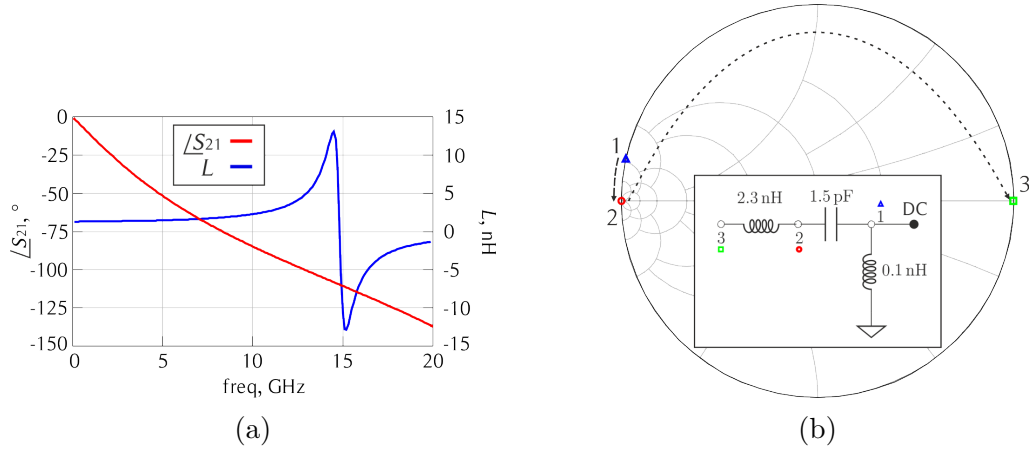 0
-25
-50
-75
-100
-125
-150
∠S21, °
∠S21
L
15
10
5
0
-5
-10
-15
L, nH
0 5 10 15 20
freq, GHz
(a)
1
2
3
2.3 nH 1.5 pF
1 DC
3 2
0.1 nH
(b)